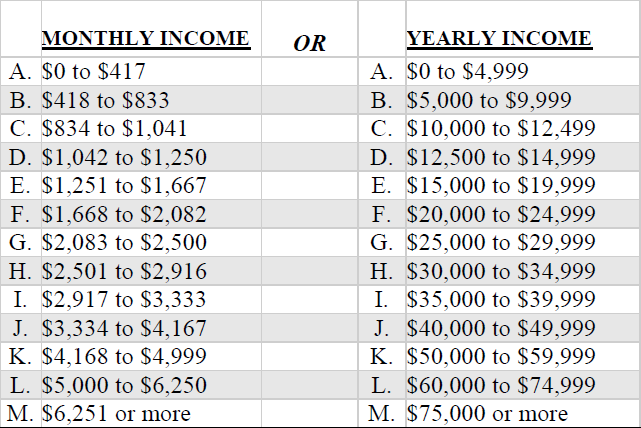 MONTHLY INCOME OR YEARLY INCOME
A. $0 to $417 A. $0 to $4,999
B. $418 to $833 B. $5,000 to $9,999
C. $834 to $1,041 C. $10,000 to $12,499
D. $1,042 to $1,250 D. $12,500 to $14,999
E. $1,251 to $1,667 E. $15,000 to $19,999
F. $1,668 to $2,082 F. $20,000 to $24,999
G. $2,083 to $2,500 G. $25,000 to $29,999
H. $2,501 to $2,916 H. $30,000 to $34,999
I. $2,917 to $3,333 I. $35,000 to $39,999
J. $3,334 to $4,167 J. $40,000 to $49,999
K. $4,168 to $4,999 K. $50,000 to $59,999
L. $5,000 to $6,250 L. $60,000 to $74,999
M. $6,251 or more M. $75,000 or more